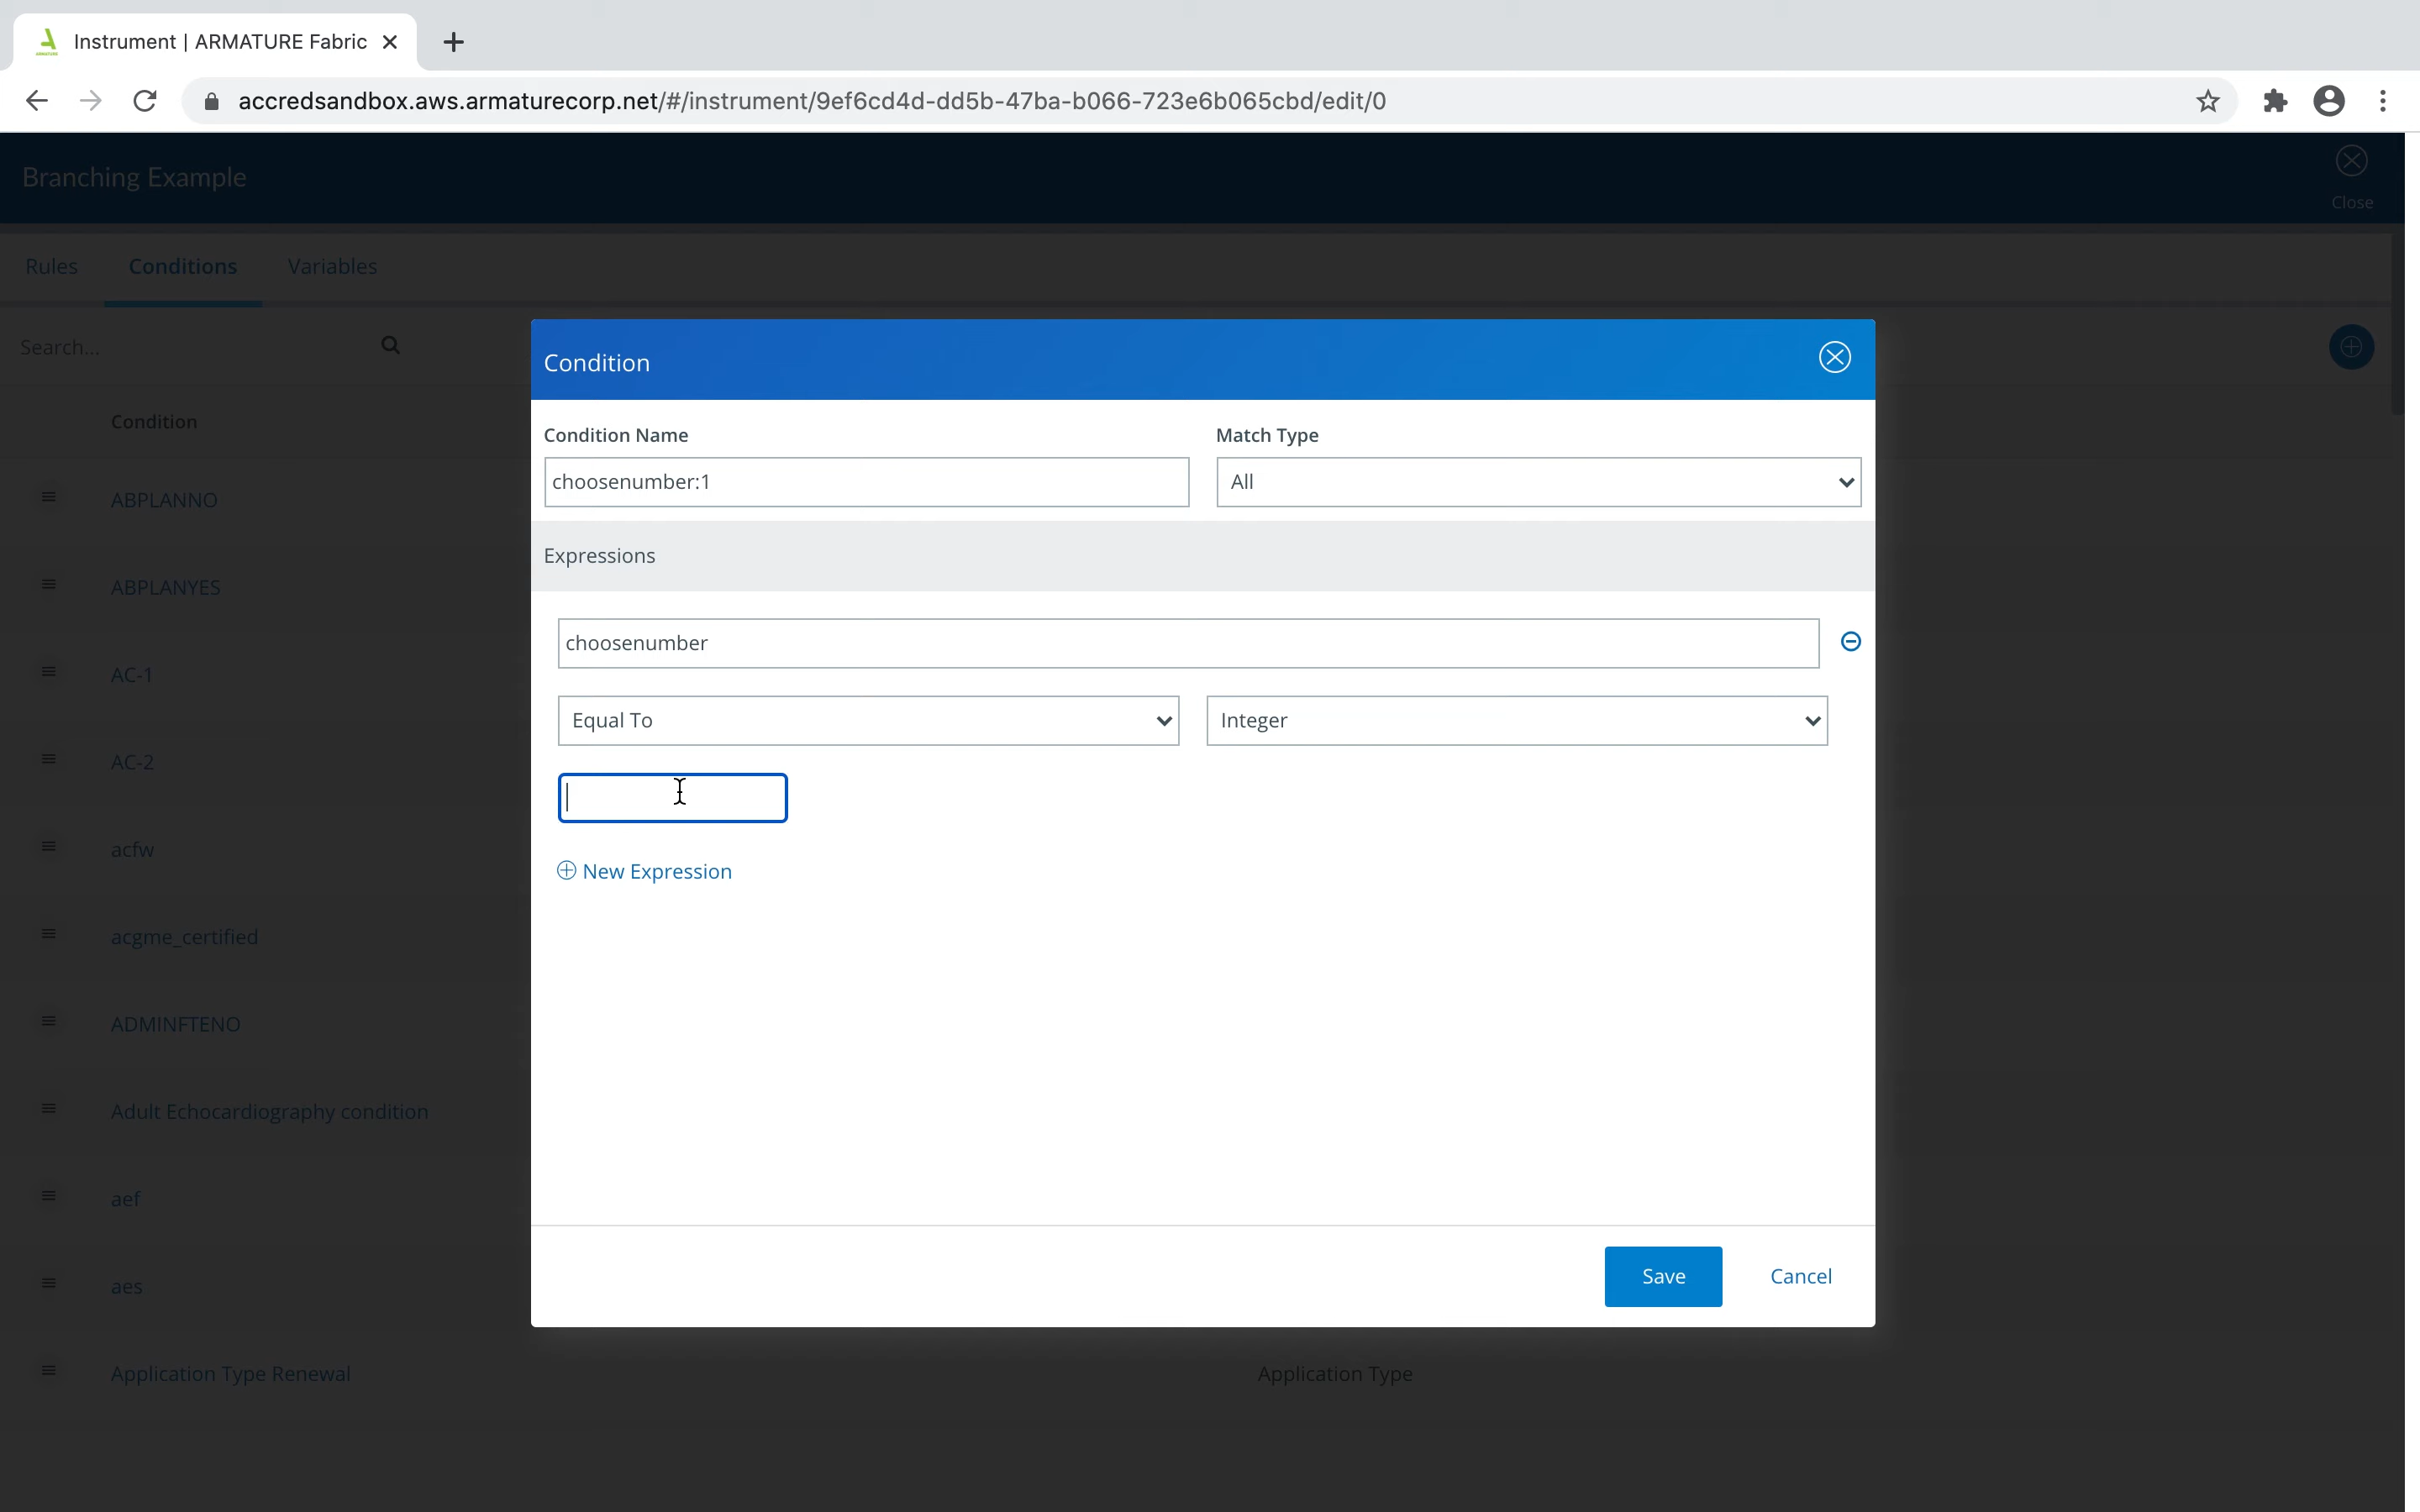 Instrument | ARMATURE Fabric
accredsandbox.aws.armaturecorp.net/#/instrument/9ef6cd4d-dd5b-47ba-b066-723e6b065cbd/edit/0
Branching Example
Close
Rules Conditions Variables
Search...
Condition
ABPLANNO
ABPLANYES
AC-1
AC-2
acfw
acgme_certified
ADMINFTENO
Adult Echocardiography condition
aef
aes
Application Type Renewal
Application Type
Condition
Condition Name Match Type
choosenumber:1 All
Expressions
choosenumber
Equal To Integer
New Expression
Save Cancel